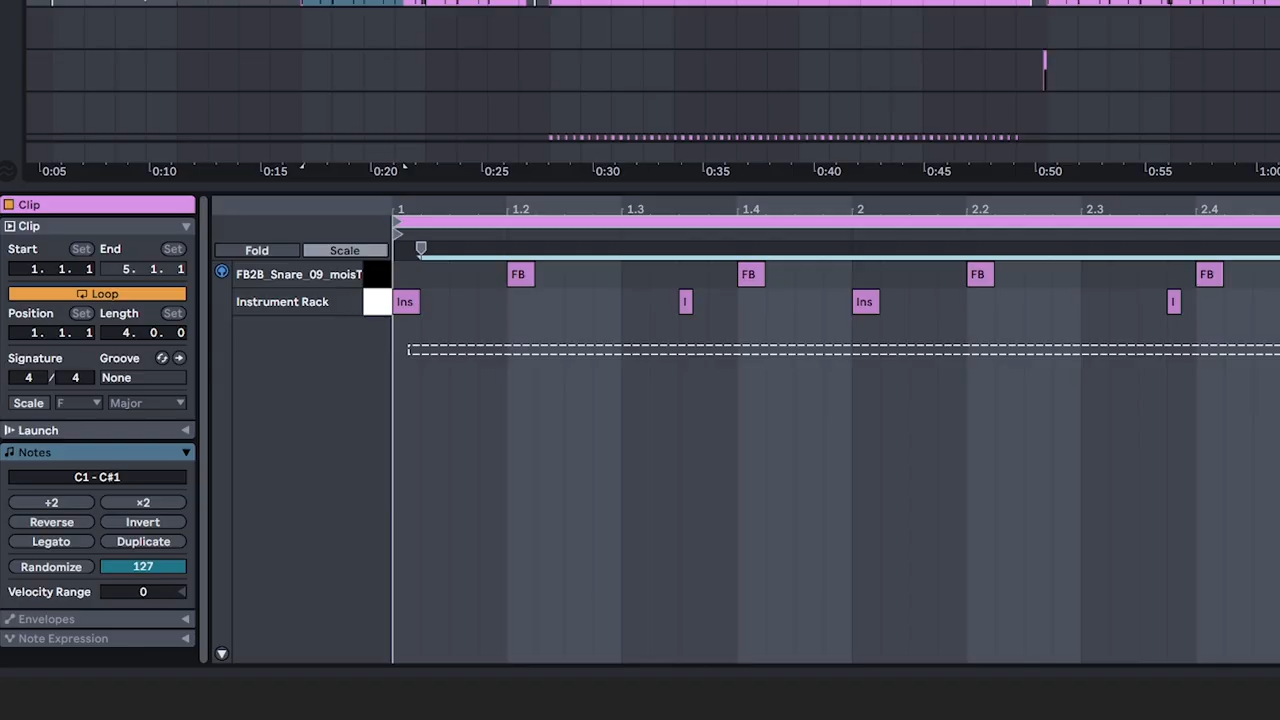 0:05 0:10 0:15 0:20 0:25 0:30 0:35 0:40 0:45 0:50 0:55 1:00
Clip
Clip
Start Set End Set
1. 1. 1 5. 1. 1
Loop
Position Set Length Set
1. 1. 1 4. 0. 0
Signature Groove
4 / 4 None
Scale F Major
Launch
Notes
C1 - C#1
÷2 ×2
Reverse Invert
Legato Duplicate
Randomize 127
Velocity Range 0
Envelopes
Note Expression
1 1.2 1.3 1.4 2 2.2 2.3 2.4
Fold Scale
FB2B_Snare_09_moisT FB FB FB FB
Instrument Rack Ins I Ins I